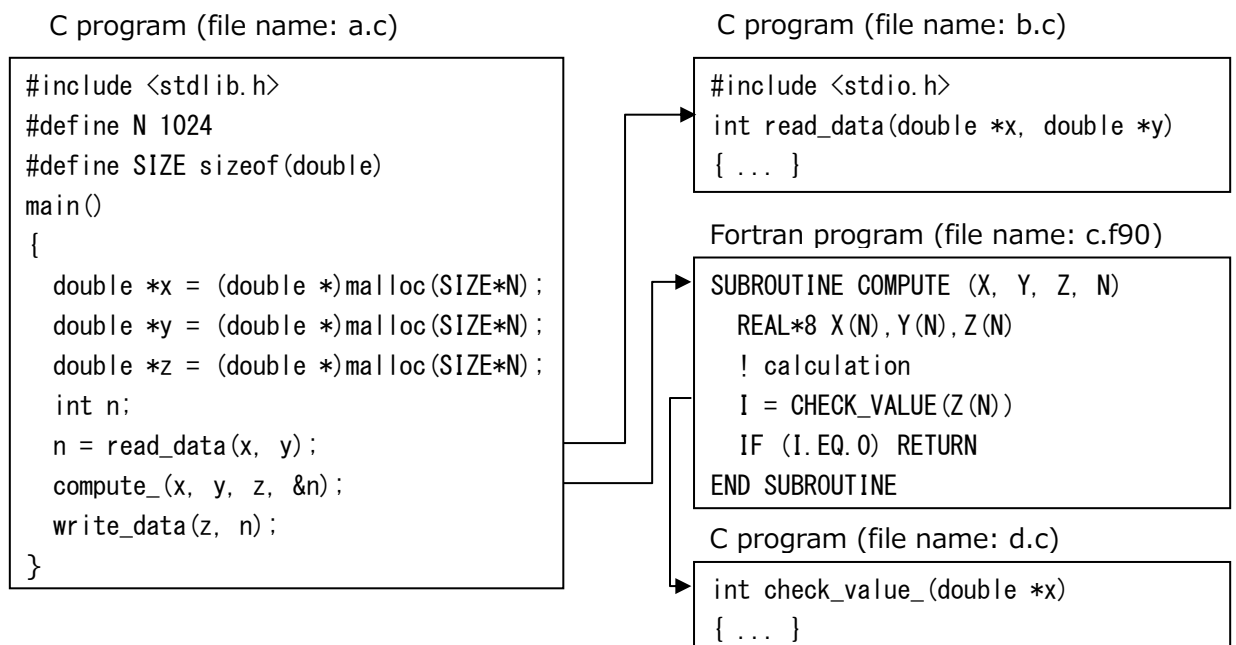 C program (file name: a.c)
#include <stdlib.h>
#define N 1024
#define SIZE sizeof(double)
main()
{
double *x = (double *)malloc(SIZE*N);
double *y = (double *)malloc(SIZE*N);
double *z = (double *)malloc(SIZE*N);
int n;
n = read_data(x, y);
compute_(x, y, z, &n);
write_data(z, n);
}
C program (file name: b.c)
#include <stdio.h>
int read_data(double *x, double *y)
{ ... }
Fortran program (file name: c.f90)
SUBROUTINE COMPUTE (X, Y, Z, N)
REAL*8 X(N),Y(N),Z(N)
! calculation
I = CHECK_VALUE(Z(N))
IF (I.EQ.0) RETURN
END SUBROUTINE
C program (file name: d.c)
int check_value_(double *x)
{ ... }